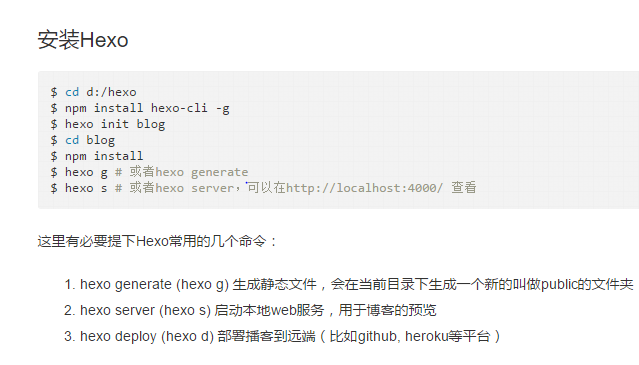 安装Hexo
$ cd d:/hexo
$ npm install hexo-cli -g
$ hexo init blog
$ cd blog
$ npm install
$ hexo g # 或者hexo generate
$ hexo s # 或者hexo server，可以在http://localhost:4000/ 查看
这里有必要提下Hexo常用的几个命令：
1. hexo generate (hexo g) 生成静态文件，会在当前目录下生成一个新的叫做public的文件夹
2. hexo server (hexo s) 启动本地web服务，用于博客的预览
3. hexo deploy (hexo d) 部署播客到远端（比如github, heroku等平台）